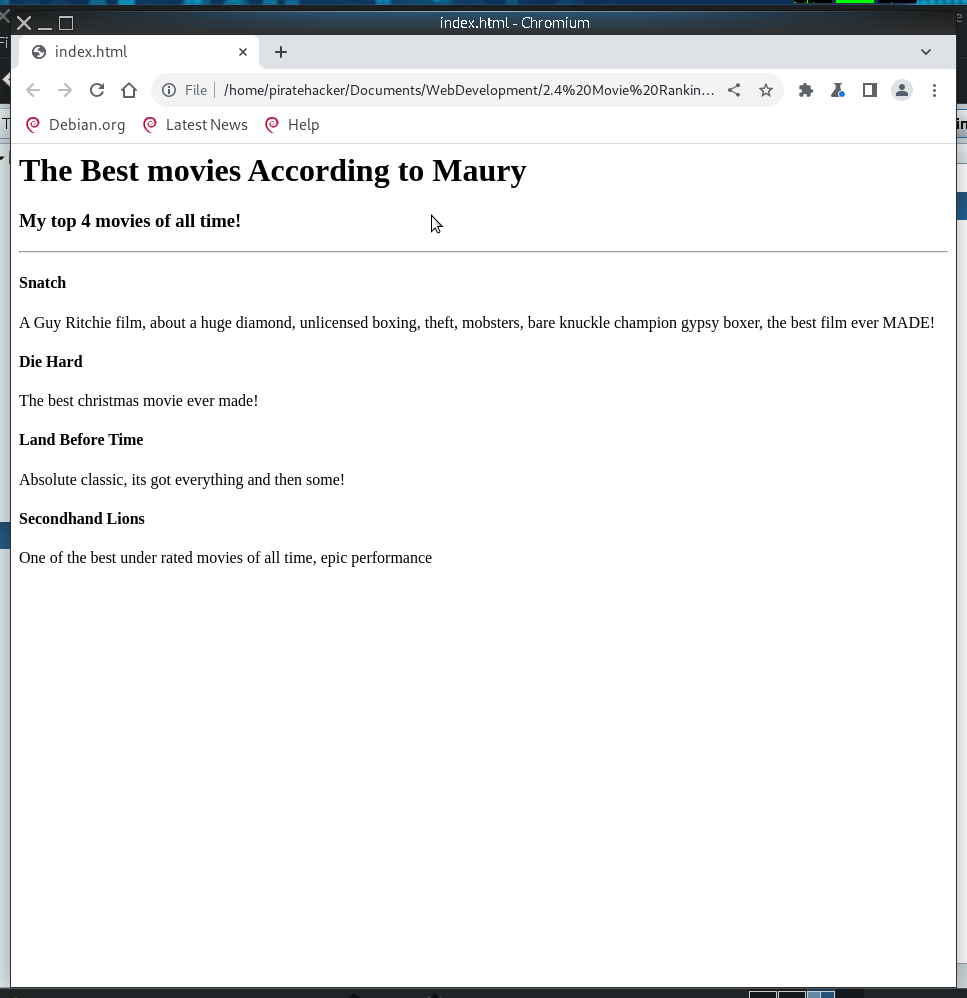 index.html - Chromium
Fi
index.html
File | /home/piratehacker/Documents/WebDevelopment/2.4%20Movie%20Rankin...
Debian.org Latest News Help
The Best movies According to Maury
My top 4 movies of all time!
Snatch
A Guy Ritchie film, about a huge diamond, unlicensed boxing, theft, mobsters, bare knuckle champion gypsy boxer, the best film ever MADE!
Die Hard
The best christmas movie ever made!
Land Before Time
Absolute classic, its got everything and then some!
Secondhand Lions
One of the best under rated movies of all time, epic performance